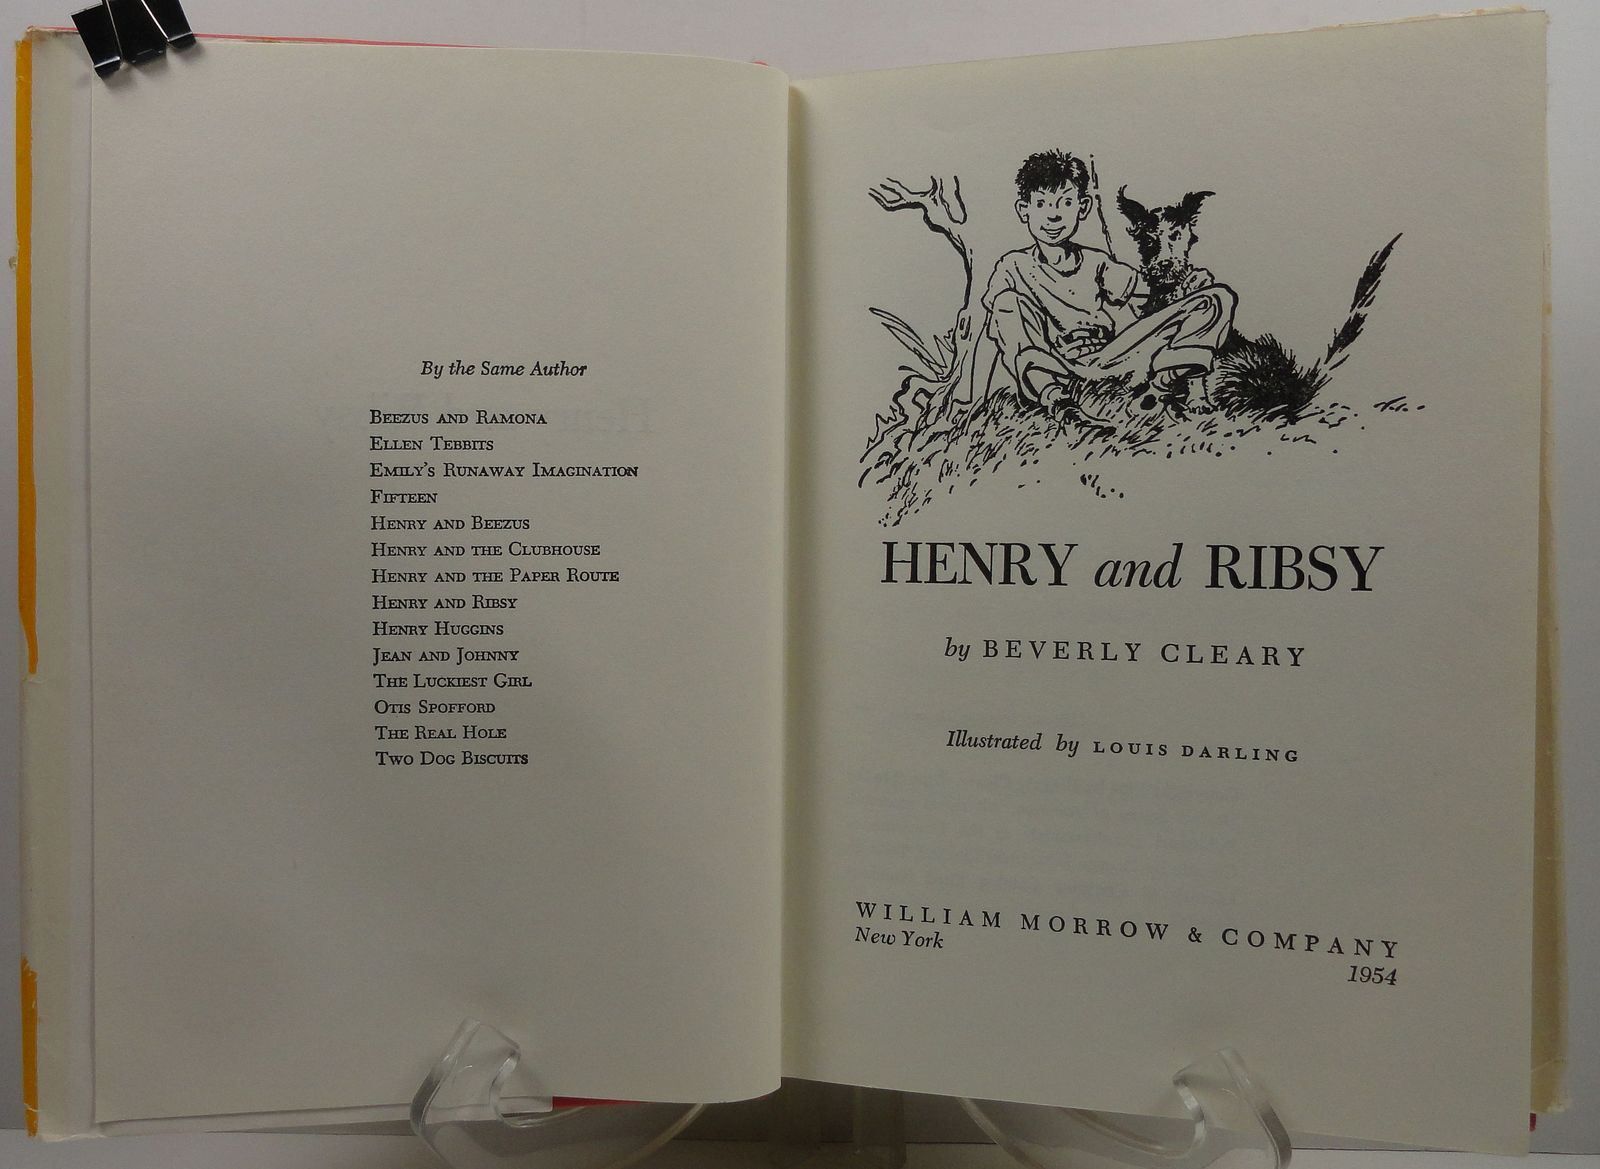 By the Same Author
Beezus and Ramona
Ellen Tebbits
Emily's Runaway Imagination
Fifteen
Henry and Beezus
Henry and the Clubhouse
Henry and the Paper Route
Henry and Ribsy
Henry Huggins
Jean and Johnny
The Luckiest Girl
Otis Spofford
The Real Hole
Two Dog Biscuits
HENRY and RIBSY
by BEVERLY CLEARY
Illustrated by LOUIS DARLING
WILLIAM MORROW & COMPANY
New York
1954